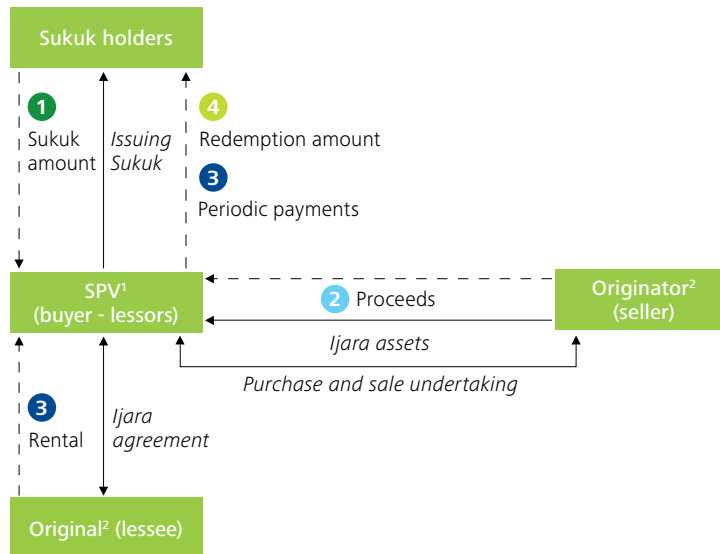 Sukuk holders
1
Sukuk
amount
Issuing
Sukuk
4
Redemption amount
3
Periodic payments
SPV¹
(buyer - lessors)
2 Proceeds
Originator²
(seller)
Ijara assets
Purchase and sale undertaking
3
Rental
Ijara
agreement
Original² (lessee)